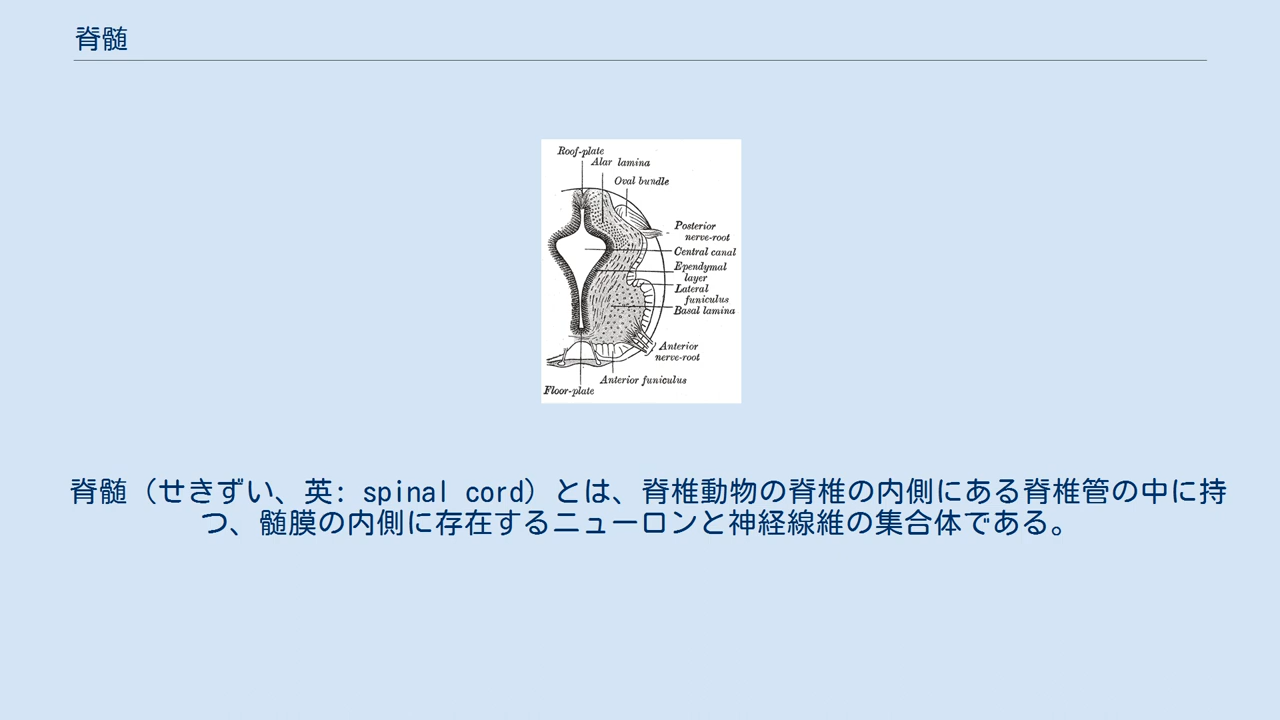 脊髄
Roof-plate
Alar lamina
Oval bundle
Posterior
nerve-root
Central canal
Ependymal
layer
Lateral
funiculus
Basal lamina
Anterior
nerve-root
Anterior funiculus
Floor-plate
脊髄（せきずい、英: spinal cord）とは、脊椎動物の脊椎の内側にある脊椎管の中に持
つ、髄膜の内側に存在するニューロンと神経線維の集合体である。